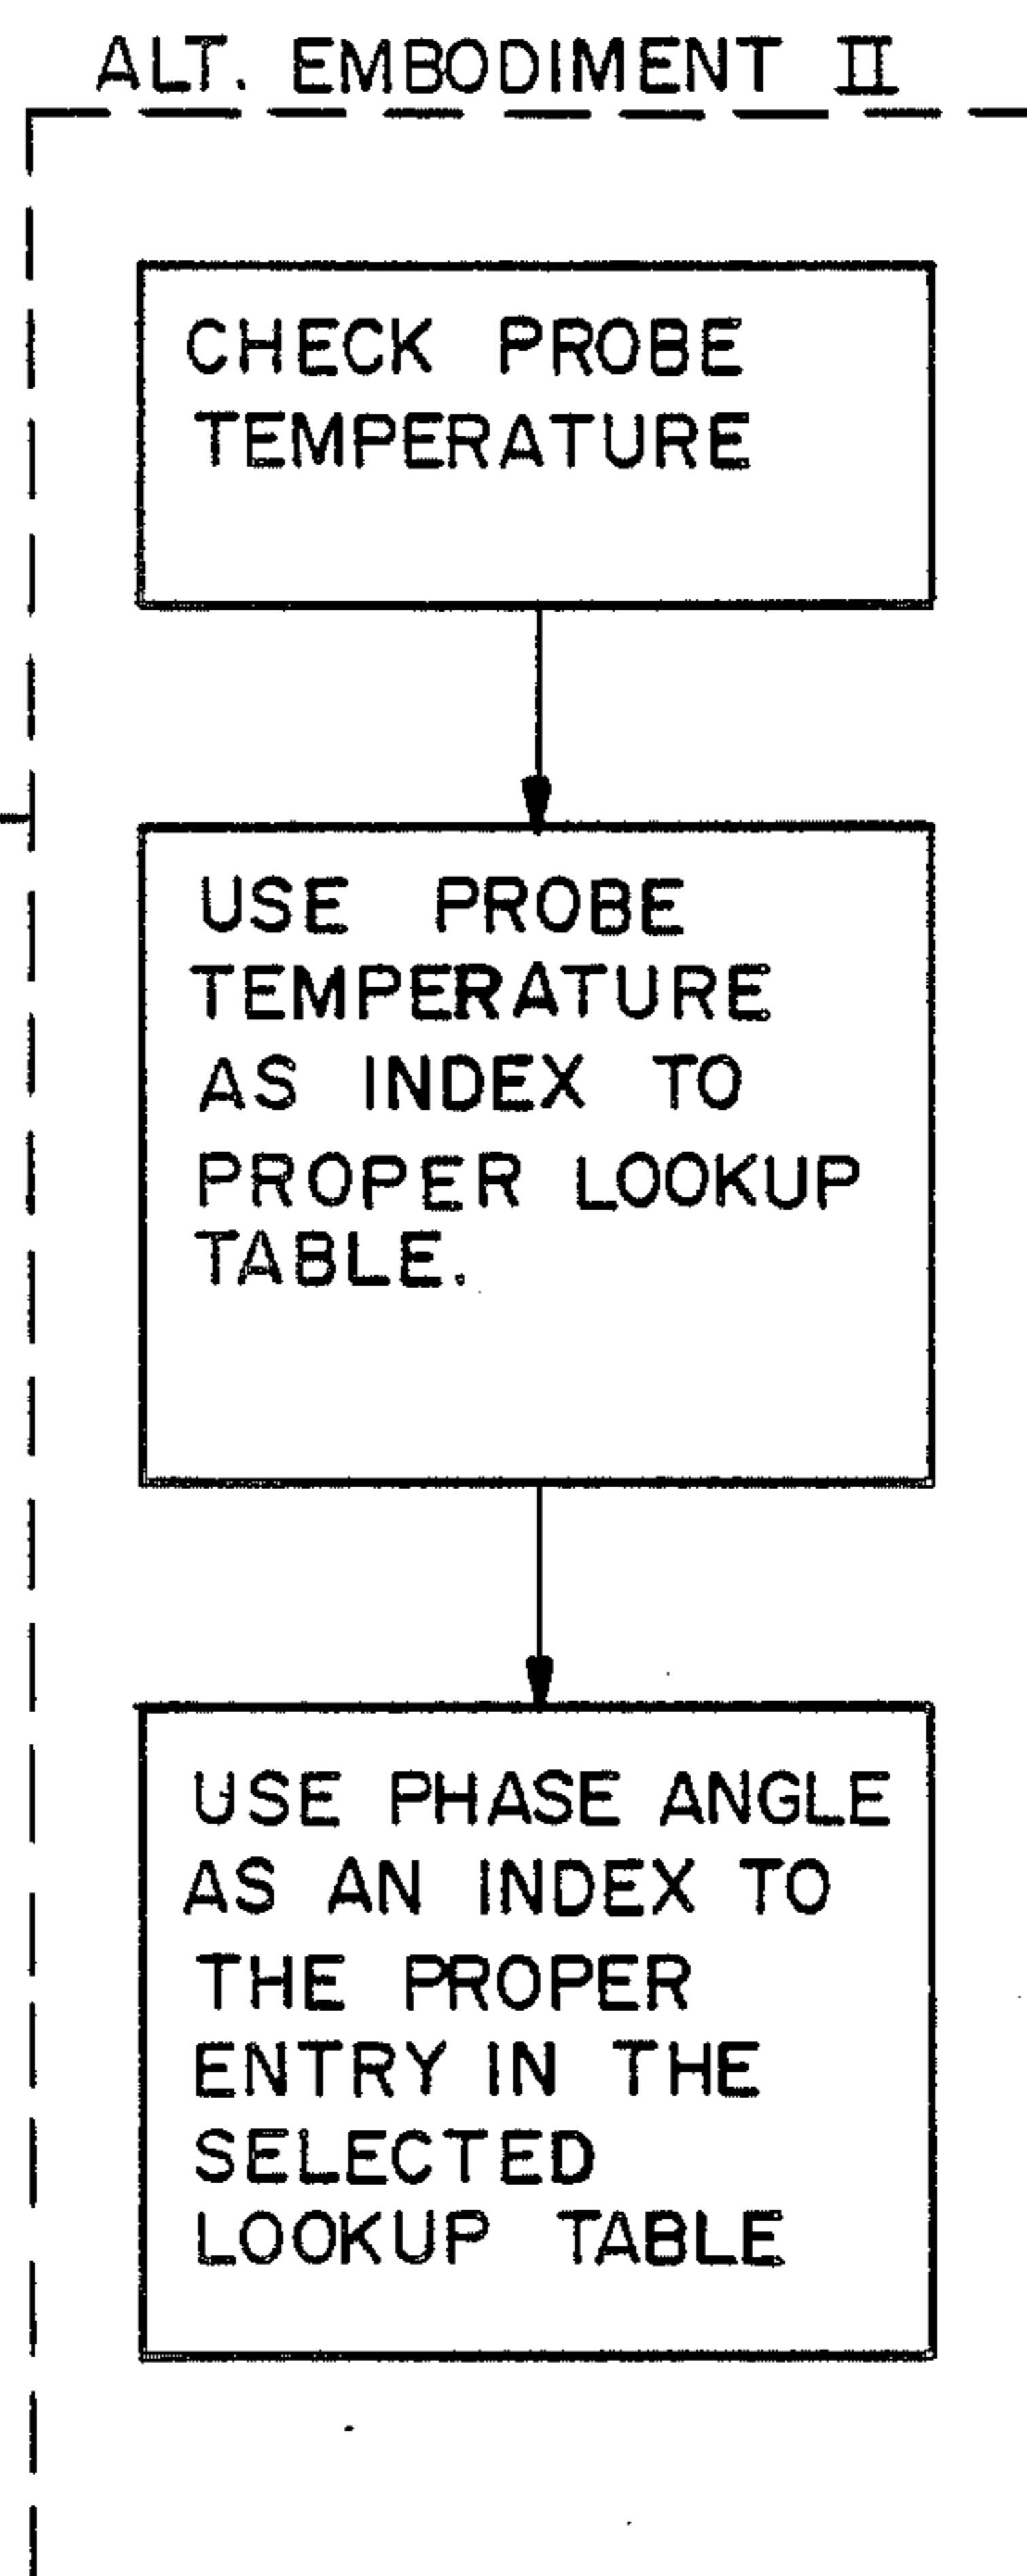 ALT. EMBODIMENT II
CHECK PROBE
TEMPERATURE
USE PROBE
TEMPERATURE
AS INDEX TO
PROPER LOOKUP
TABLE.
USE PHASE ANGLE
AS AN INDEX TO
THE PROPER
ENTRY IN THE
SELECTED
LOOKUP TABLE